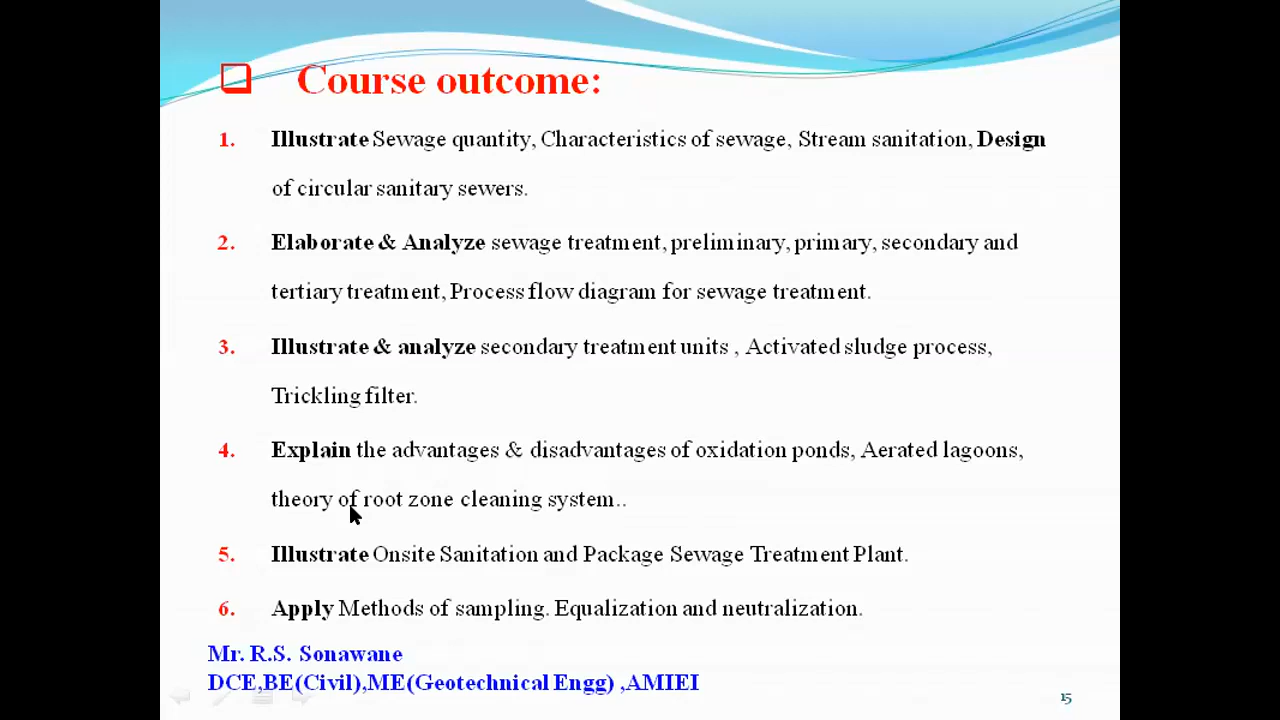 ❑ Course outcome:
1. Illustrate Sewage quantity, Characteristics of sewage, Stream sanitation, Design
of circular sanitary sewers.
2. Elaborate & Analyze sewage treatment, preliminary, primary, secondary and
tertiary treatment, Process flow diagram for sewage treatment.
3. Illustrate & analyze secondary treatment units , Activated sludge process,
Trickling filter.
4. Explain the advantages & disadvantages of oxidation ponds, Aerated lagoons,
theory of root zone cleaning system..
5. Illustrate Onsite Sanitation and Package Sewage Treatment Plant.
6. Apply Methods of sampling. Equalization and neutralization.
Mr. R.S. Sonawane
DCE,BE(Civil),ME(Geotechnical Engg) ,AMIEI
15